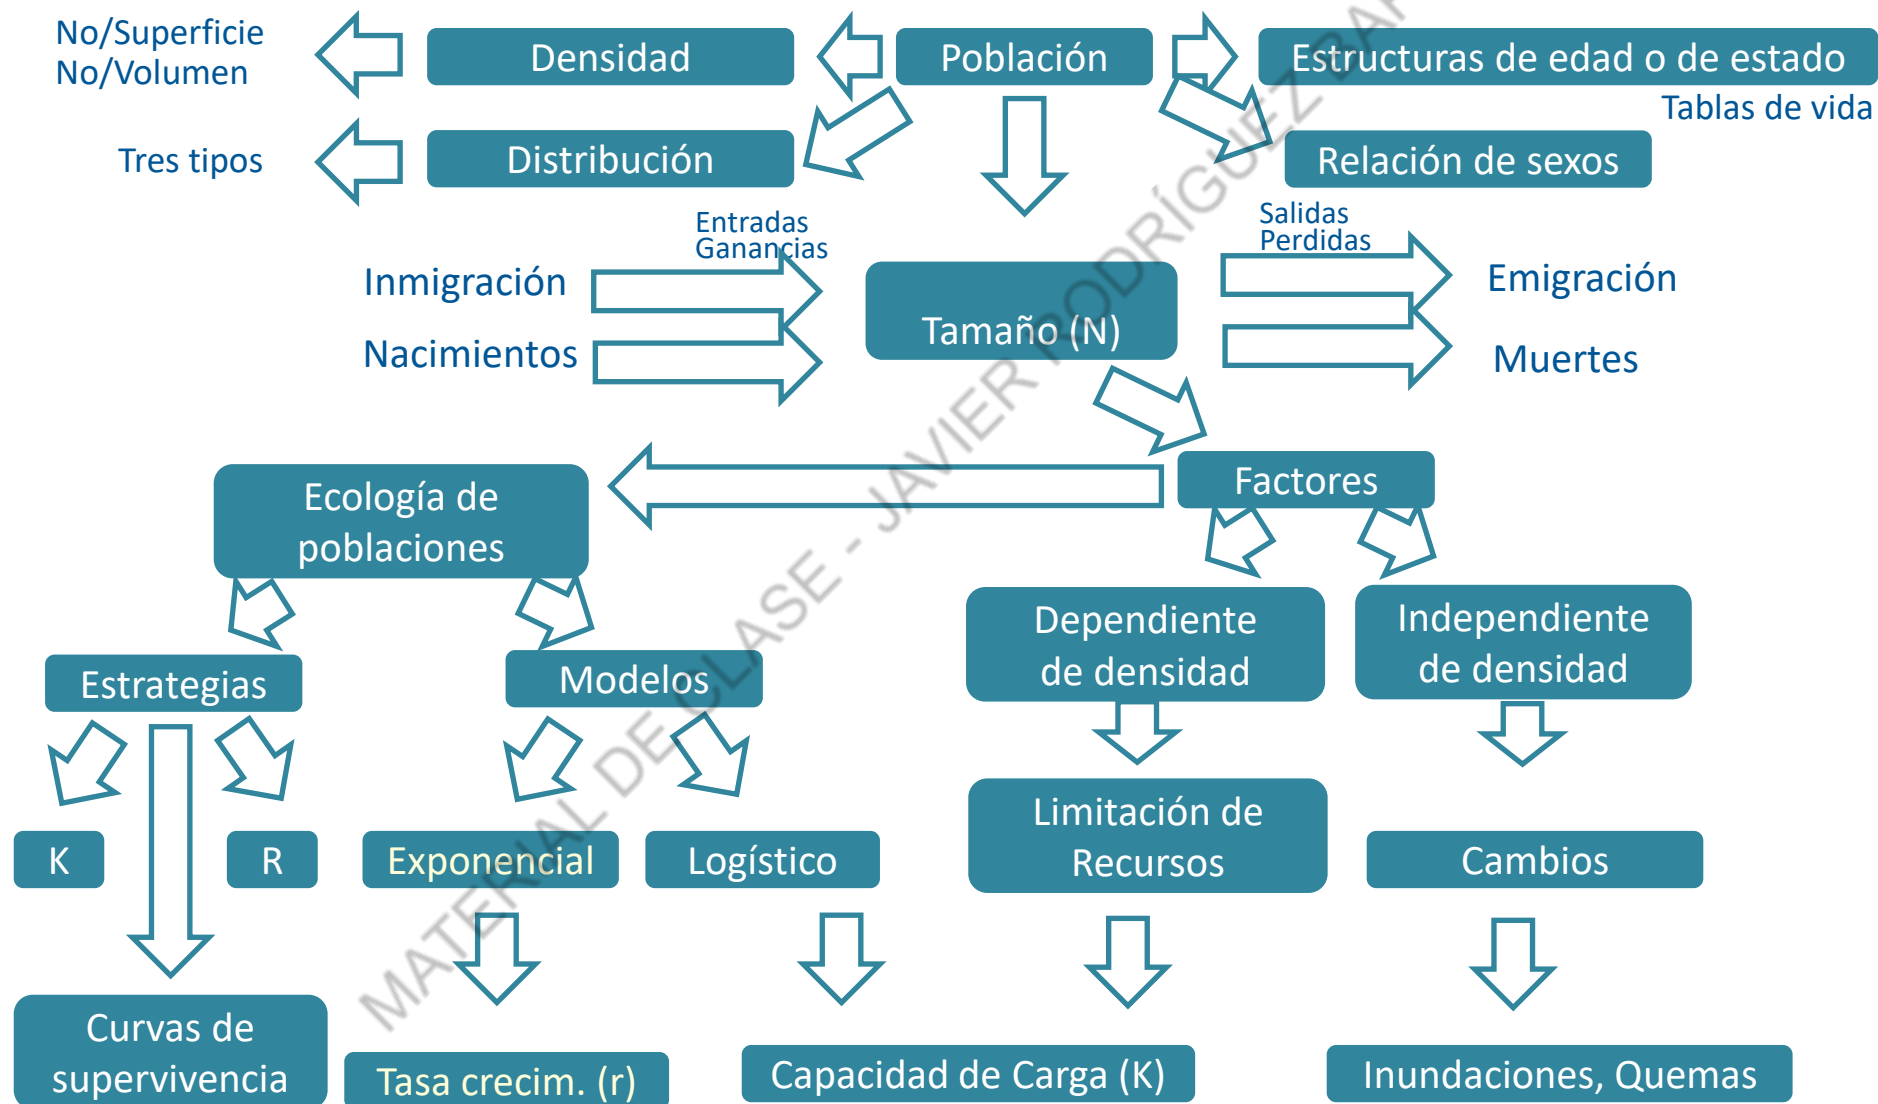 No/Superficie
No/Volumen
Densidad
Población
Estructuras de edad o de estado
Tablas de vida
Tres tipos
Distribución
Relación de sexos
Entradas
Ganancias
Salidas
Perdidas
Inmigración
Nacimientos
Tamaño (N)
Emigración
Muertes
Factores
Ecología de
poblaciones
Dependiente
de densidad
Independiente
de densidad
Estrategias
Modelos
Limitación de
Recursos
Cambios
K
R
Exponencial
Logístico
Curvas de
supervivencia
Tasa crecim. (r)
Capacidad de Carga (K)
Inundaciones, Quemas
MATERIAL DE CLASE - JAVIER RODRÍGUEZ